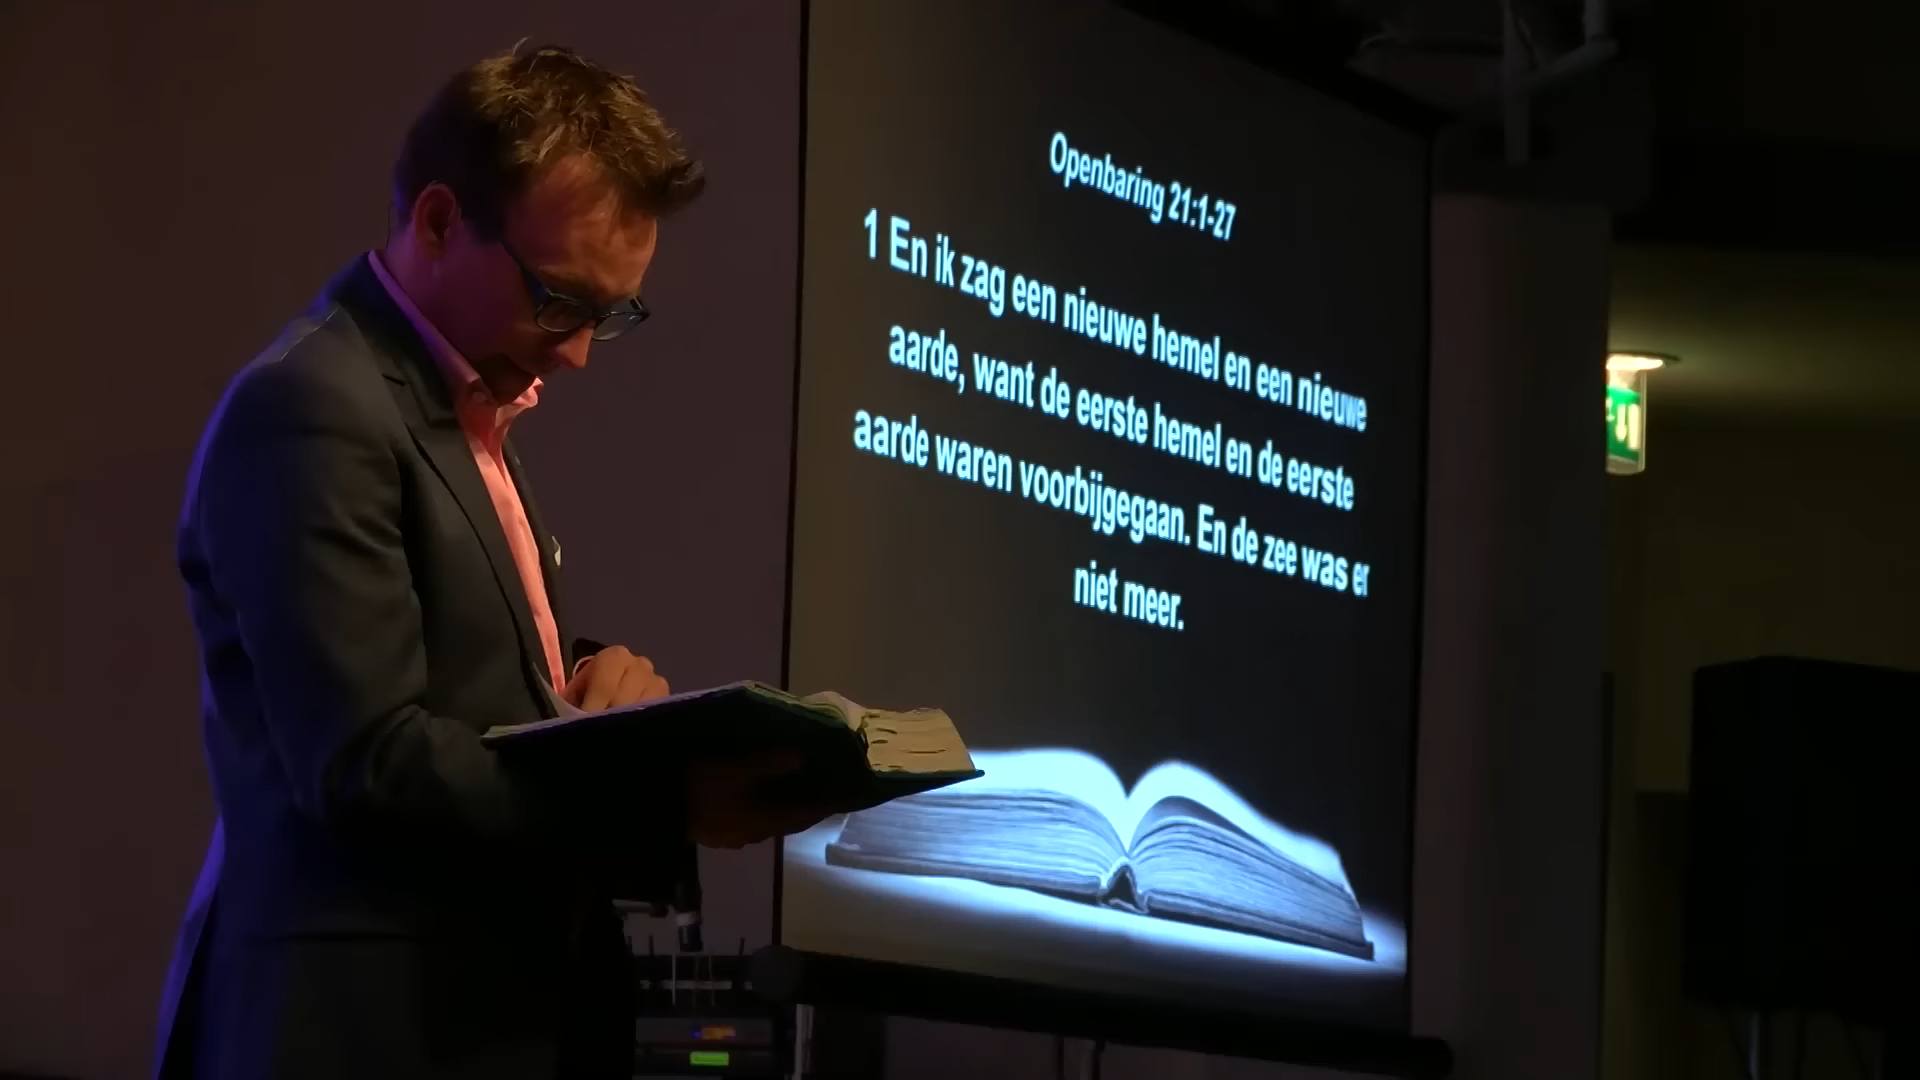 Openbaring 21:1-27
1 En ik zag een nieuwe hemel en een nieuwe
aarde, want de eerste hemel en de eerste
aarde waren voorbijgegaan. En de zee was er
niet meer.